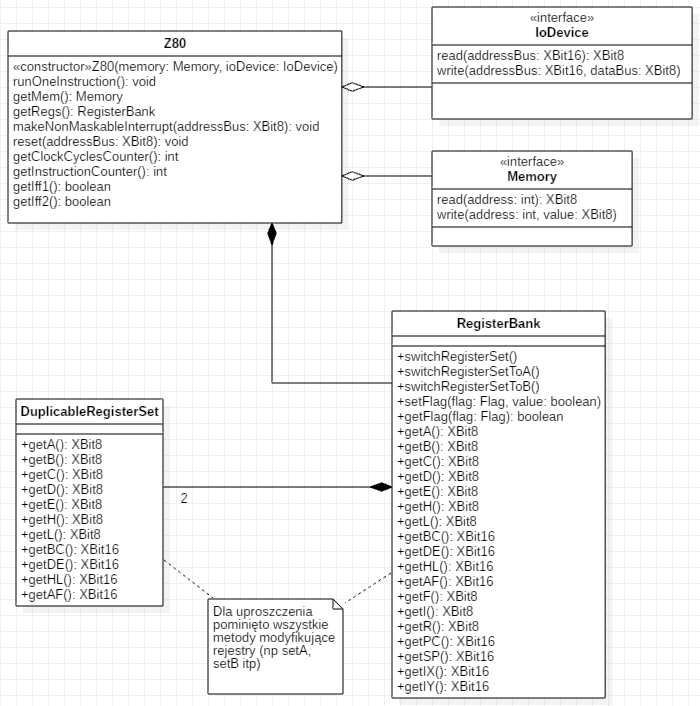 Z80
«constructor»Z80(memory: Memory, ioDevice: IoDevice)
runOneInstruction(): void
getMem(): Memory
getRegs(): RegisterBank
makeNonMaskableInterrupt(addressBus: XBit8): void
reset(addressBus: XBit8): void
getClockCyclesCounter(): int
getInstructionCounter(): int
getIff1(): boolean
getIff2(): boolean
«interface»
IoDevice
read(addressBus: XBit16): XBit8
write(addressBus: XBit16, dataBus: XBit8)
«interface»
Memory
read(address: int): XBit8
write(address: int, value: XBit8)
RegisterBank
+switchRegisterSet()
+switchRegisterSetToA()
+switchRegisterSetToB()
+setFlag(flag: Flag, value: boolean)
+getFlag(flag: Flag): boolean
+getA(): XBit8
+getB(): XBit8
+getC(): XBit8
+getD(): XBit8
+getE(): XBit8
+getH(): XBit8
+getL(): XBit8
+getBC(): XBit16
+getDE(): XBit16
+getHL(): XBit16
+getAF(): XBit16
+getF(): XBit8
+getI(): XBit8
+getR(): XBit8
+getPC(): XBit16
+getSP(): XBit16
+getIX(): XBit16
+getIY(): XBit16
DuplicableRegisterSet
+getA(): XBit8
+getB(): XBit8
+getC(): XBit8
+getD(): XBit8
+getE(): XBit8
+getH(): XBit8
+getL(): XBit8
+getBC(): XBit16
+getDE(): XBit16
+getHL(): XBit16
+getAF(): XBit16
2
Dla uproszczenia
pominięto wszystkie
metody modyfikujące
rejestry (np setA,
setB itp)